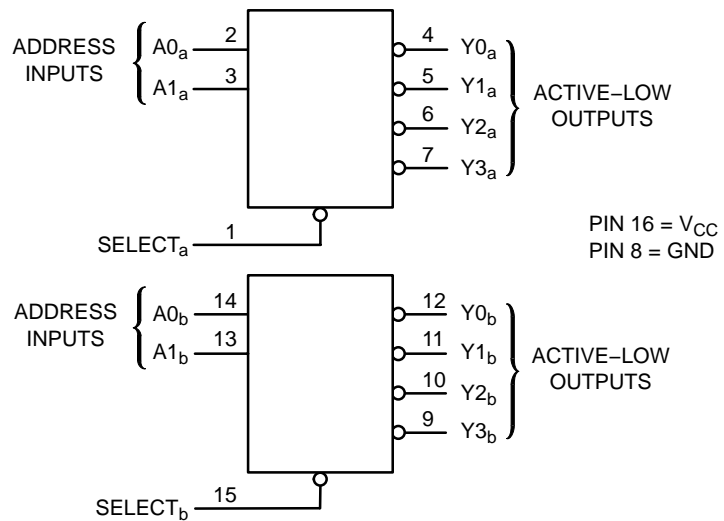 ADDRESS
INPUTS
A0a 2
A1a 3
4 Y0a
5 Y1a
6 Y2a
7 Y3a
ACTIVE–LOW
OUTPUTS
SELECTa 1
PIN 16 = VCC
PIN 8 = GND
ADDRESS
INPUTS
A0b 14
A1b 13
12 Y0b
11 Y1b
10 Y2b
9 Y3b
ACTIVE–LOW
OUTPUTS
SELECTb 15